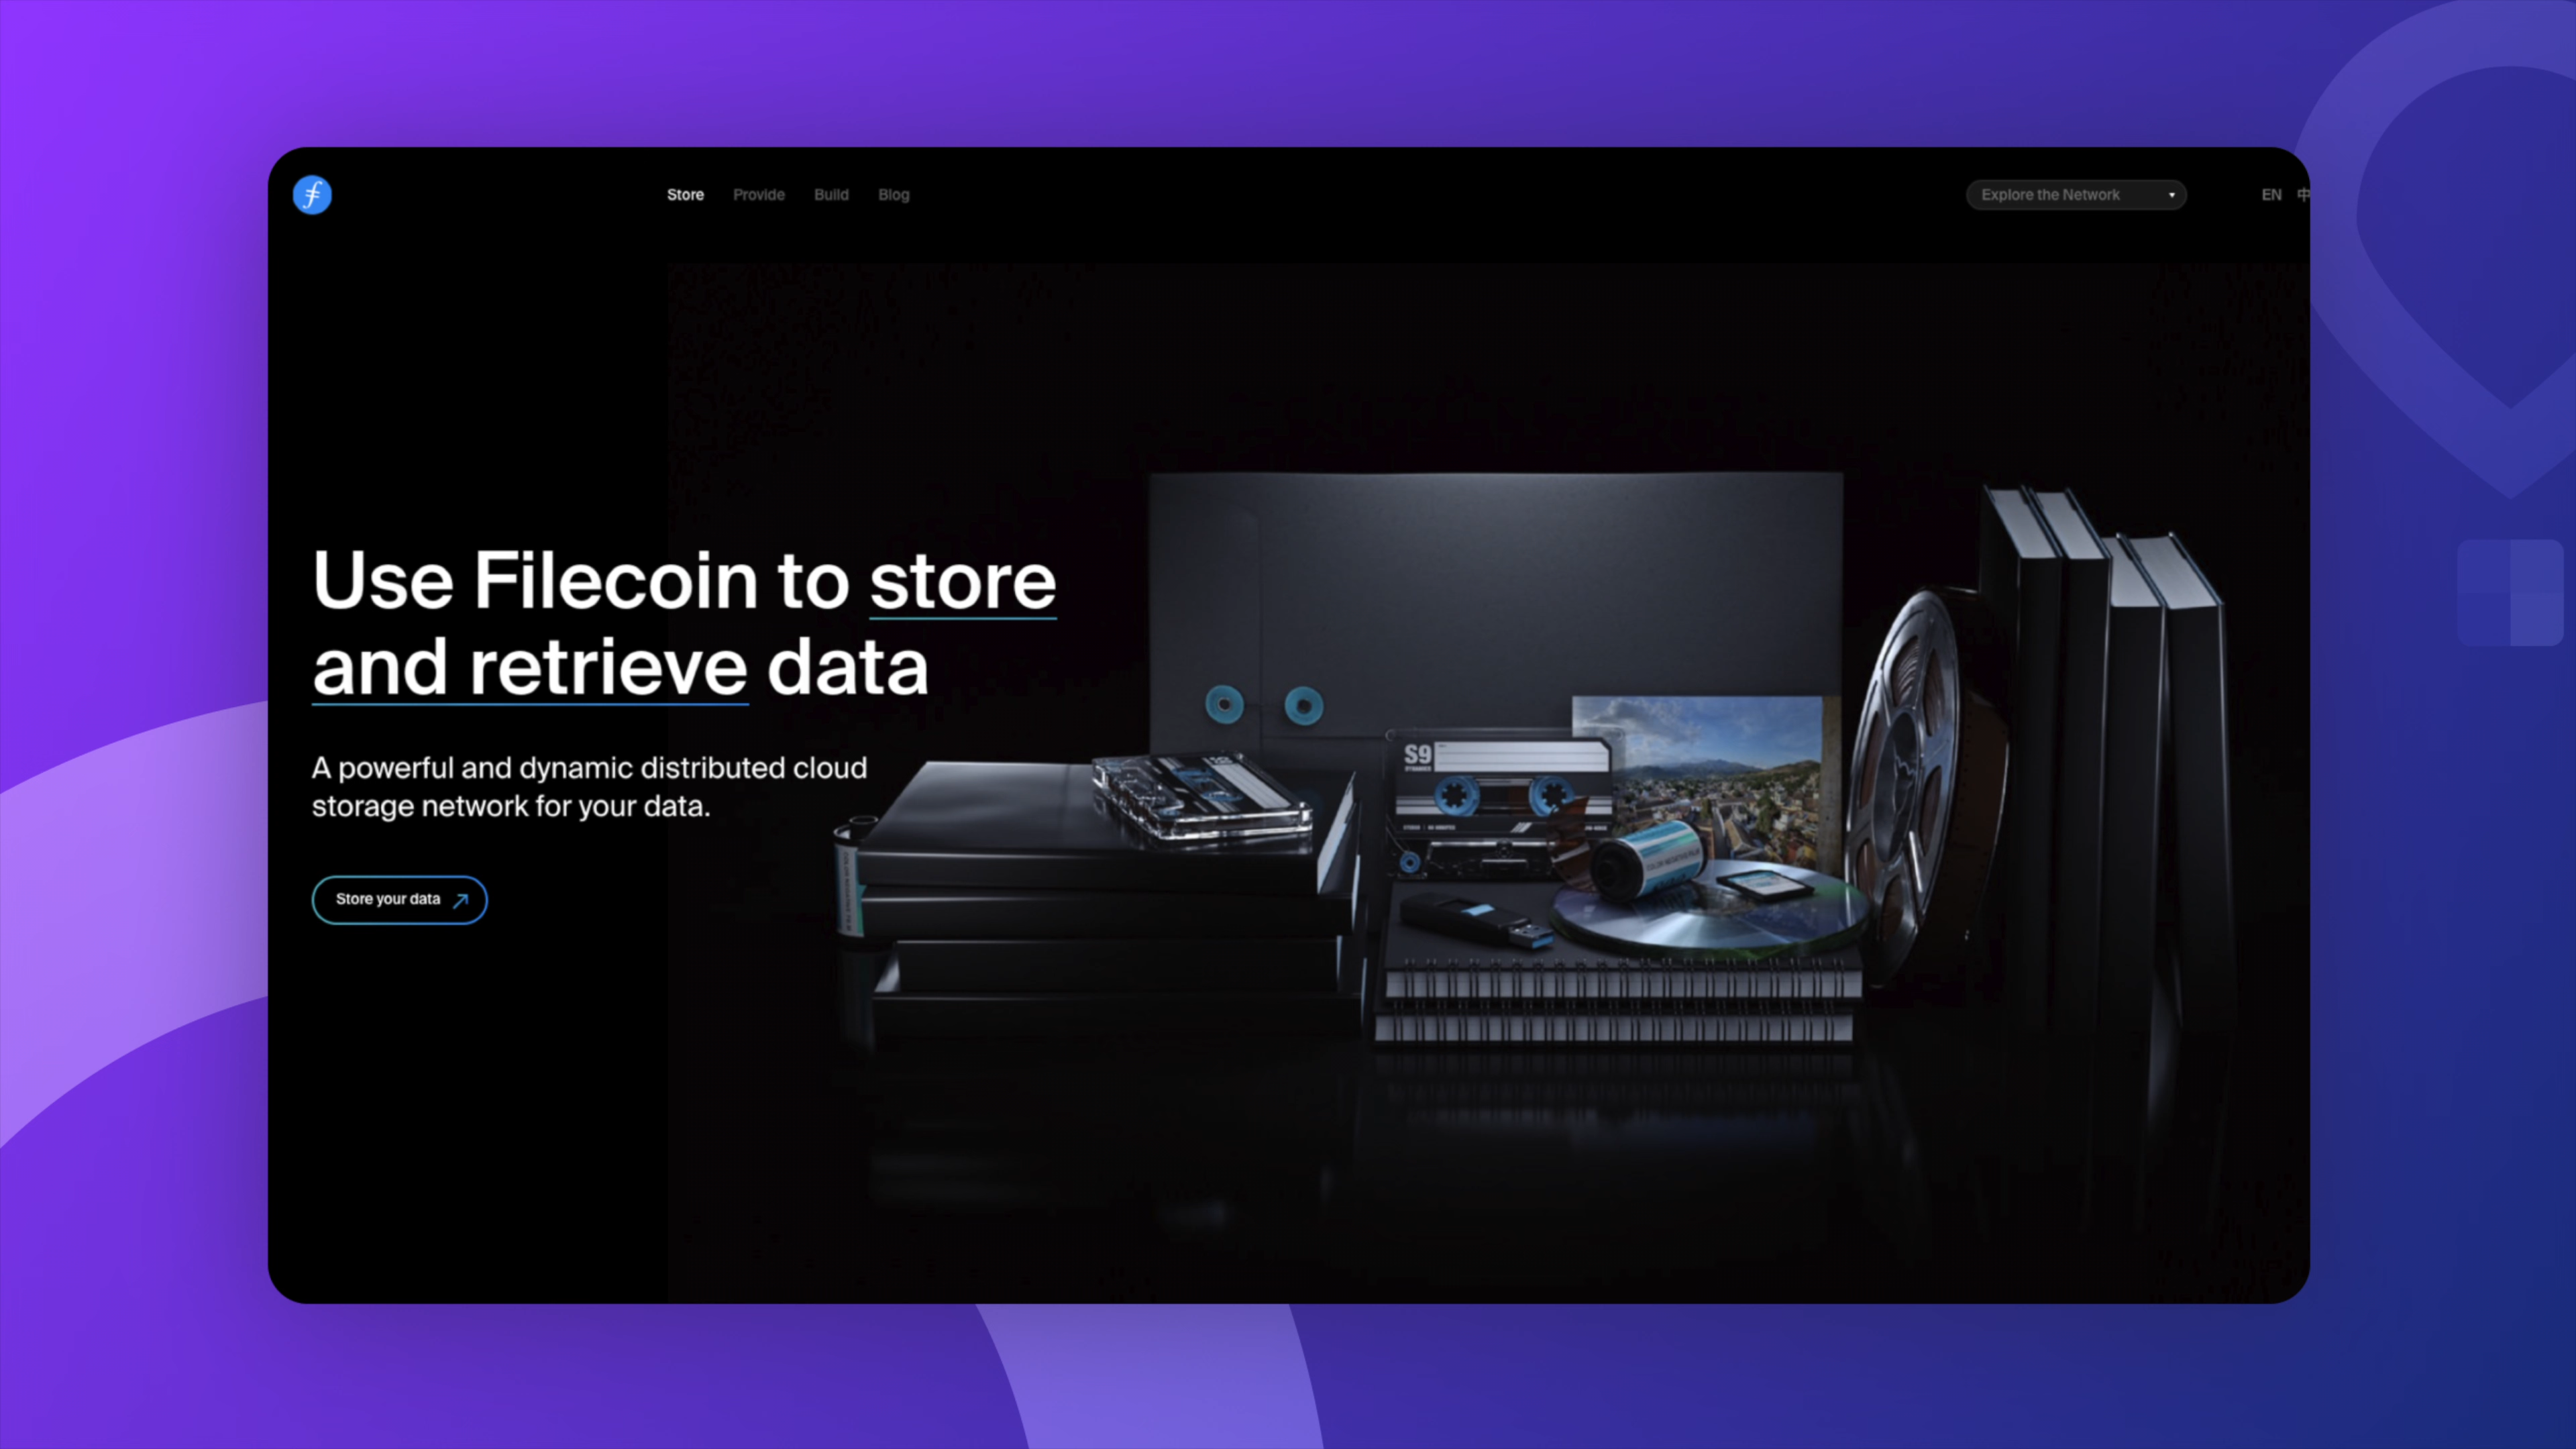 Store Provide Build Blog Explore the Network EN 中
Use Filecoin to store
and retrieve data
A powerful and dynamic distributed cloud
storage network for your data.
Store your data
S9